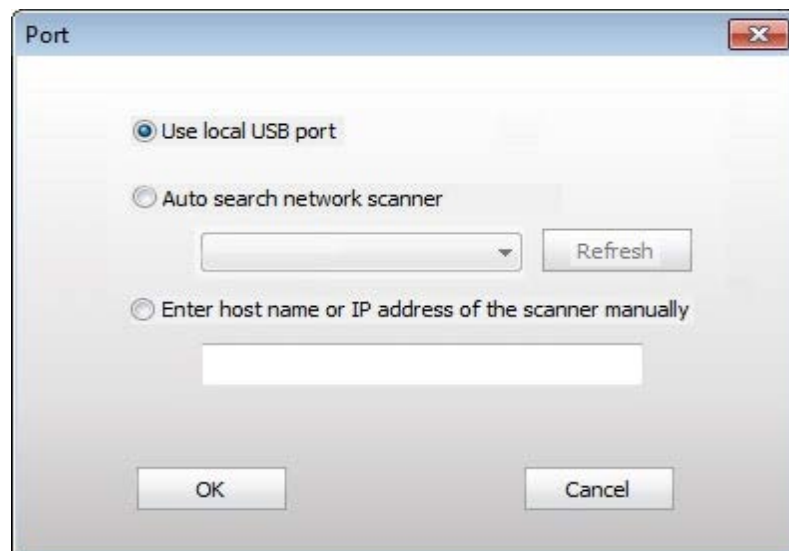 Port
Use local USB port
Auto search network scanner
Refresh
Enter host name or IP address of the scanner manually
OK
Cancel